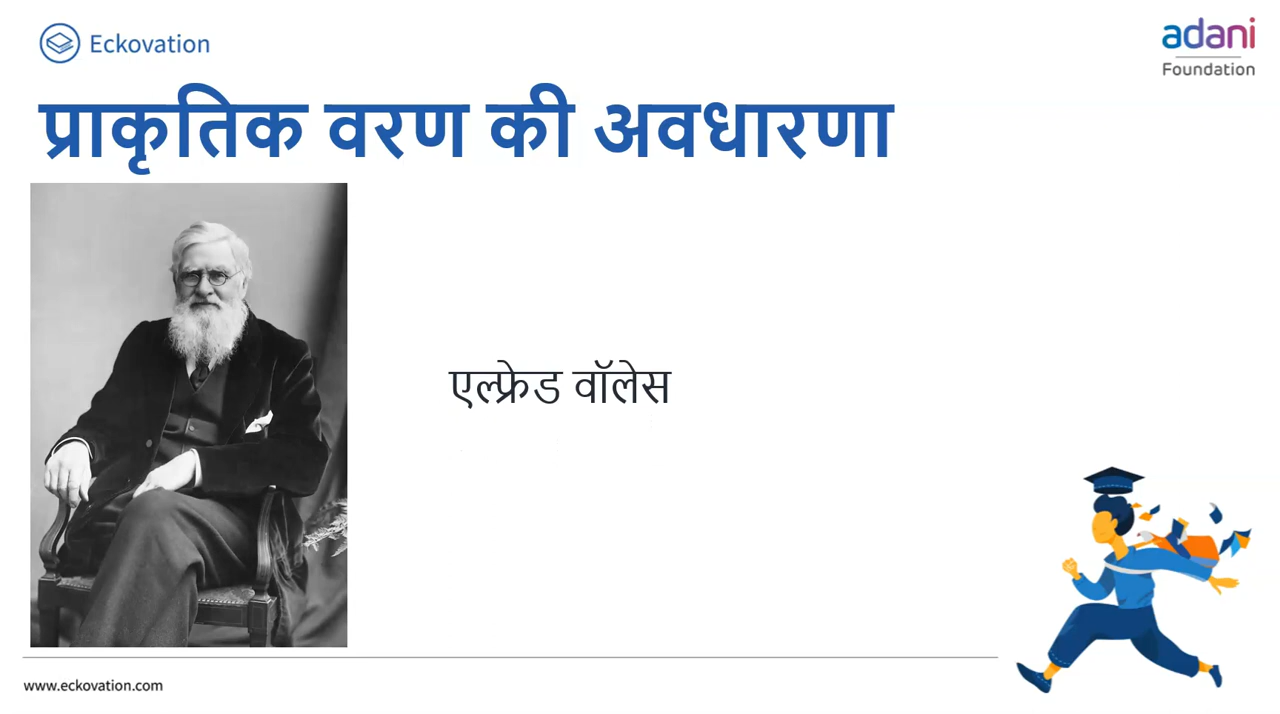 Eckovation
adani
Foundation
प्राकृतिक वरण की अवधारणा
एल्फ्रेड वॉलेस
www.eckovation.com